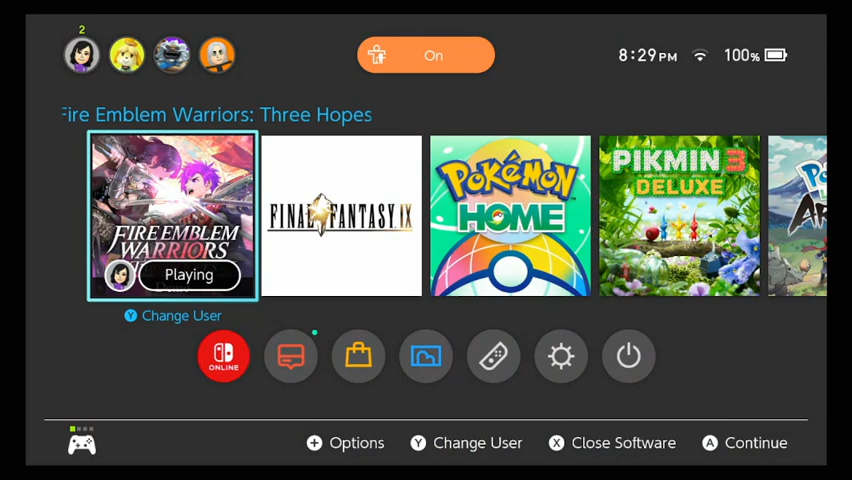 2
On
8:29PM
100%
Fire Emblem Warriors: Three Hopes
FIRE EMBLEM
WARRIORS
Demo
Playing
FINAL FANTASY IX
POKéMON
HOME
PIKMIN 3
DELUXE
Y Change User
ONLINE
+ Options
Y Change User
X Close Software
A Continue